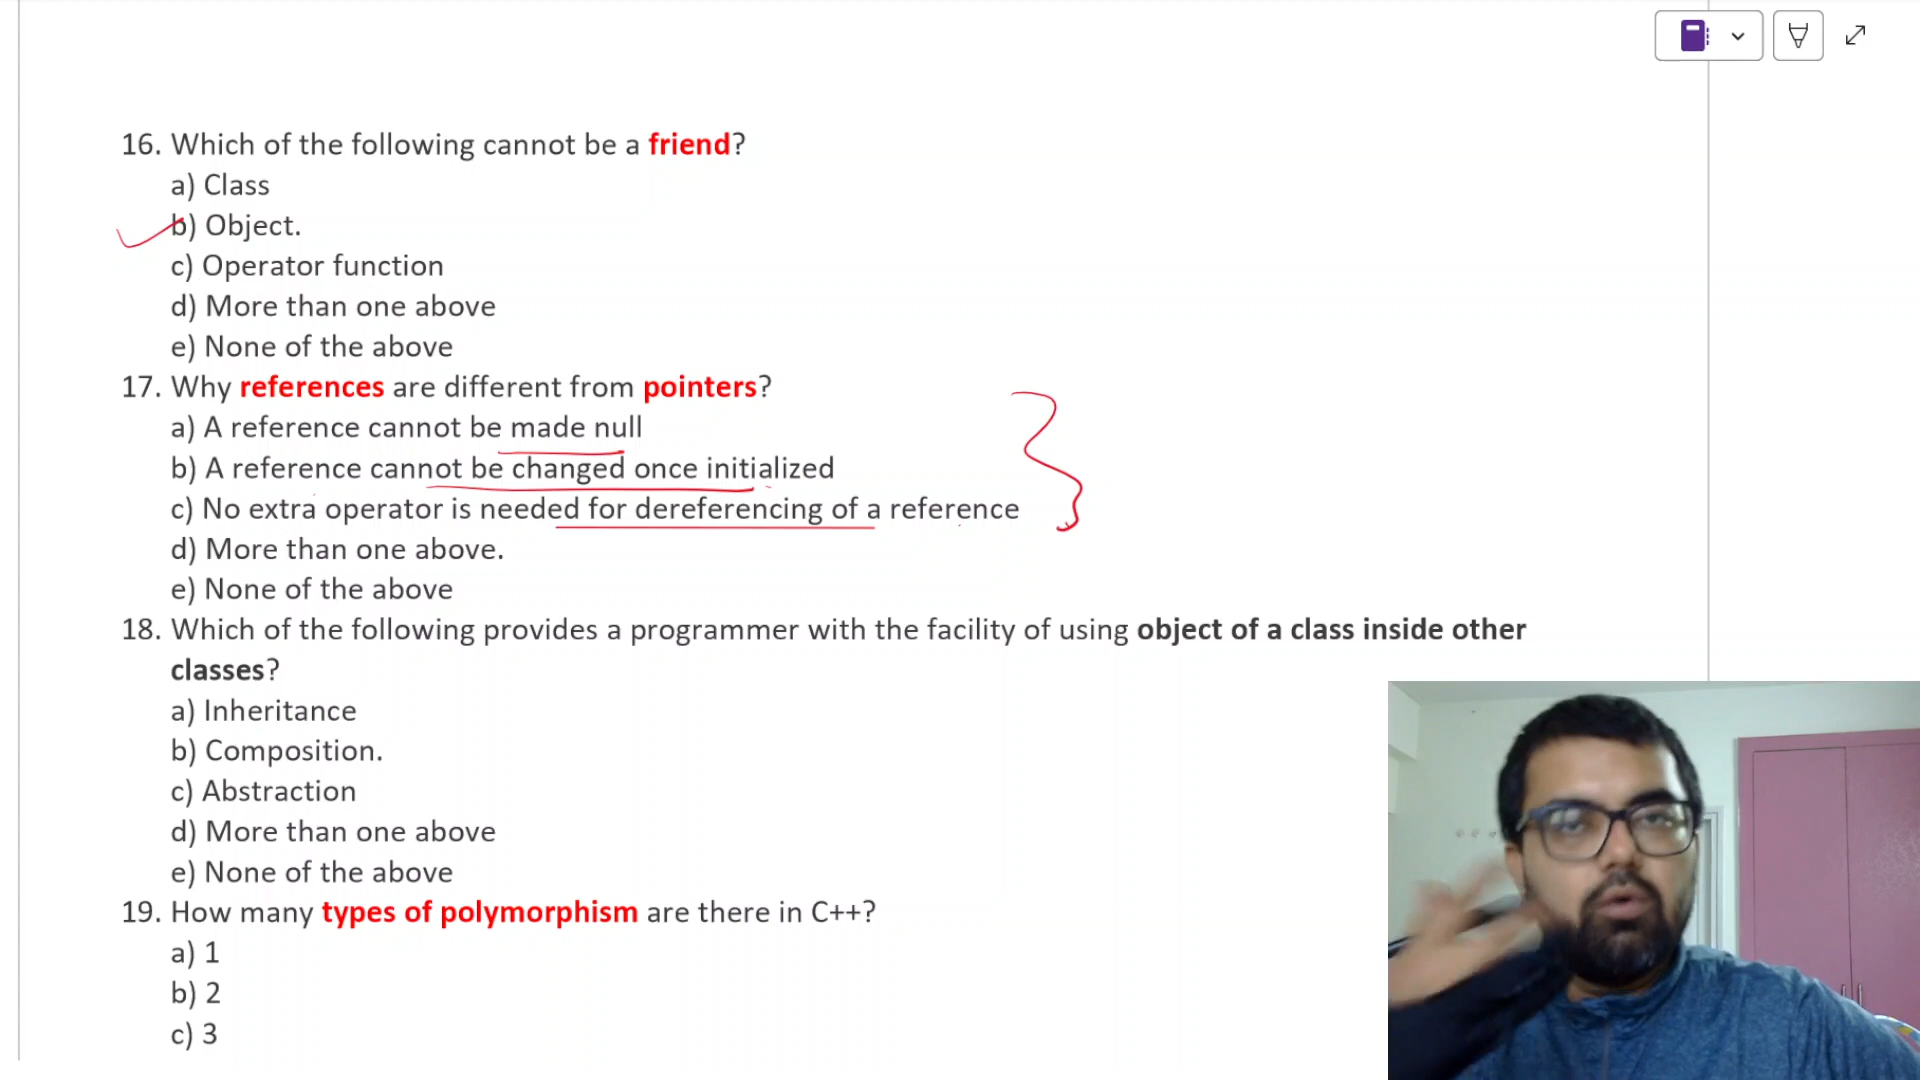 16. Which of the following cannot be a friend?
a) Class
b) Object.
c) Operator function
d) More than one above
e) None of the above
17. Why references are different from pointers?
a) A reference cannot be made null
b) A reference cannot be changed once initialized
c) No extra operator is needed for dereferencing of a reference
d) More than one above.
e) None of the above
18. Which of the following provides a programmer with the facility of using object of a class inside other
classes?
a) Inheritance
b) Composition.
c) Abstraction
d) More than one above
e) None of the above
19. How many types of polymorphism are there in C++?
a) 1
b) 2
c) 3